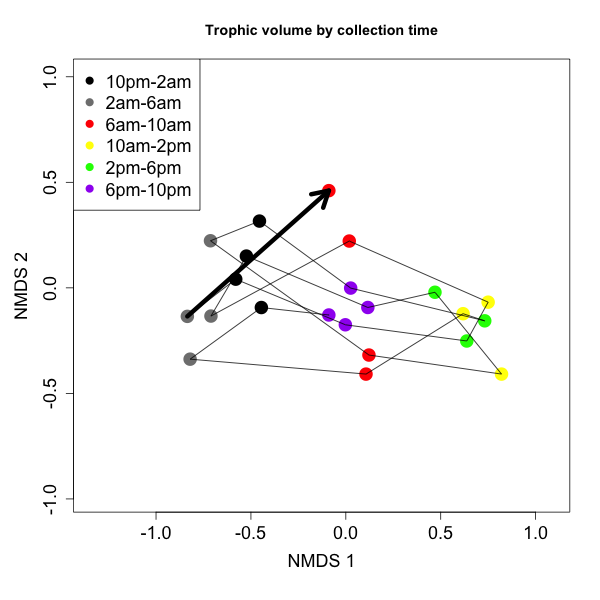 Trophic volume by collection time
10pm-2am
2am-6am
6am-10am
10am-2pm
2pm-6pm
6pm-10pm
1.0
0.5
0.0
-0.5
-1.0
NMDS 2
-1.0 -0.5 0.0 0.5 1.0
NMDS 1